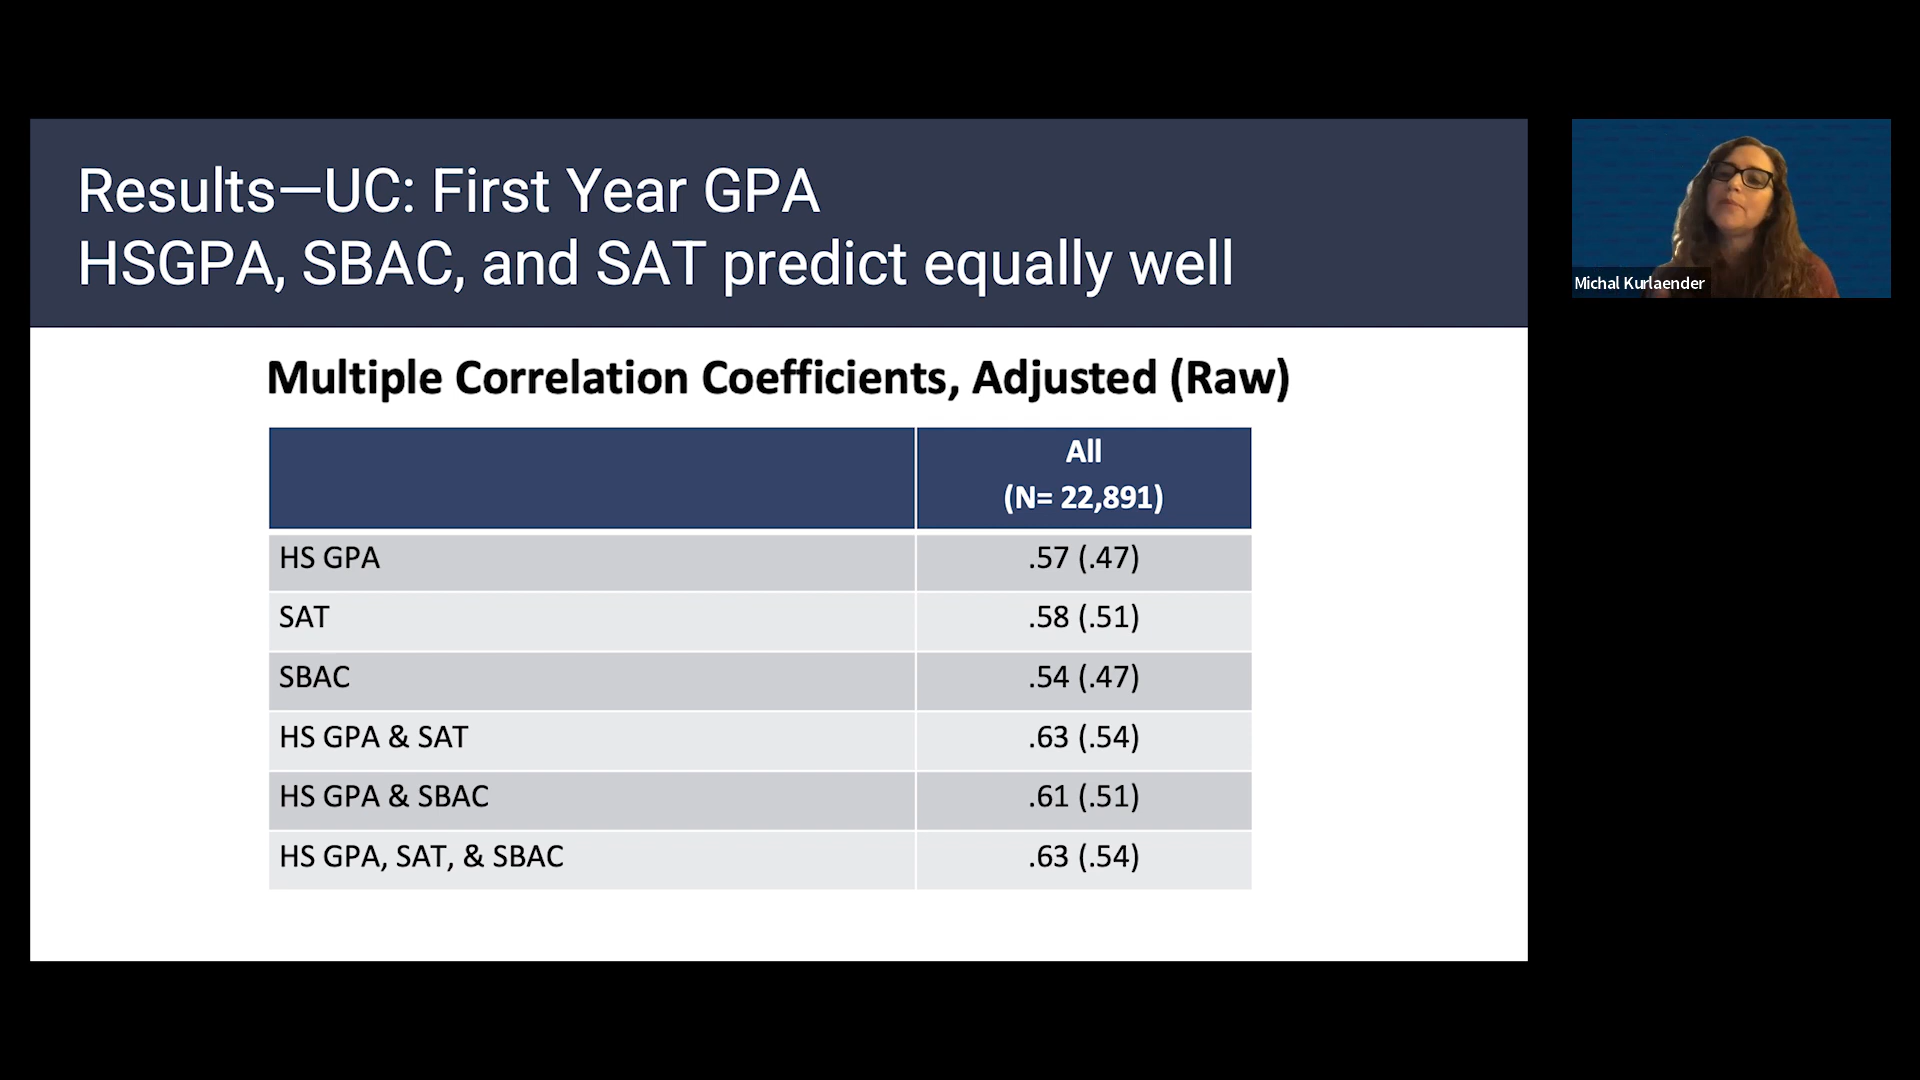 Results—UC: First Year GPA
HSGPA, SBAC, and SAT predict equally well
Michal Kurlaender
Multiple Correlation Coefficients, Adjusted (Raw)
All
(N= 22,891)
HS GPA .57 (.47)
SAT .58 (.51)
SBAC .54 (.47)
HS GPA & SAT .63 (.54)
HS GPA & SBAC .61 (.51)
HS GPA, SAT, & SBAC .63 (.54)